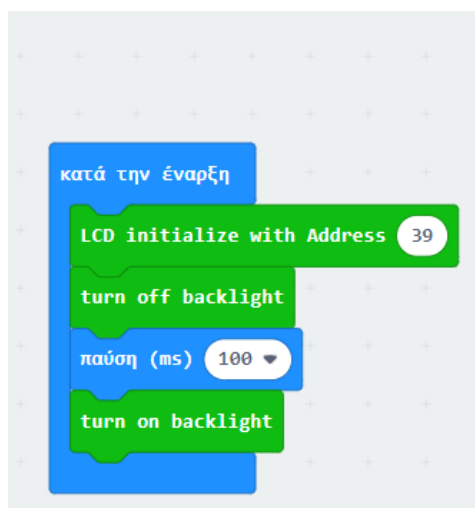 κατά την έναρξη
LCD initialize with Address 39
turn off backlight
παύση (ms) 100
turn on backlight